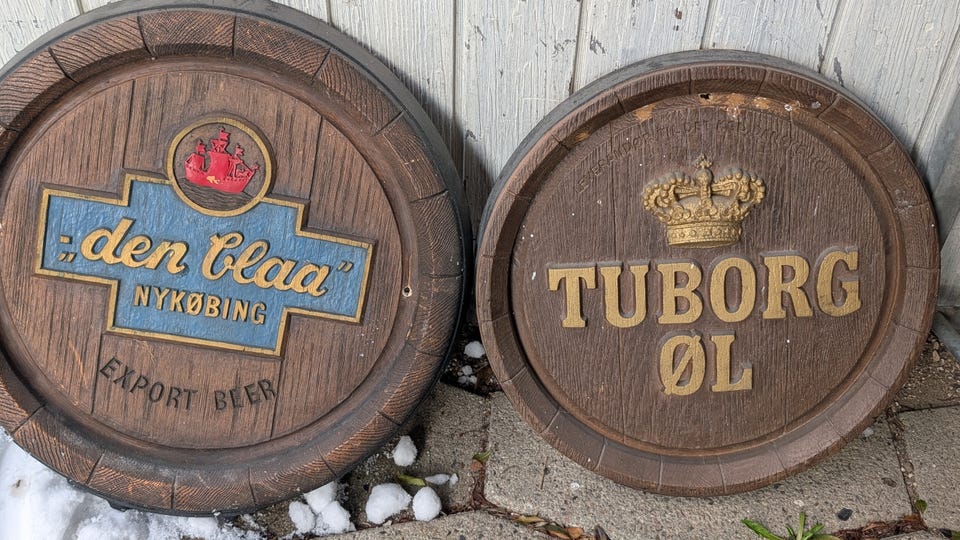 „den blaa”
NYKØBING
EXPORT BEER
TUBORG
ØL